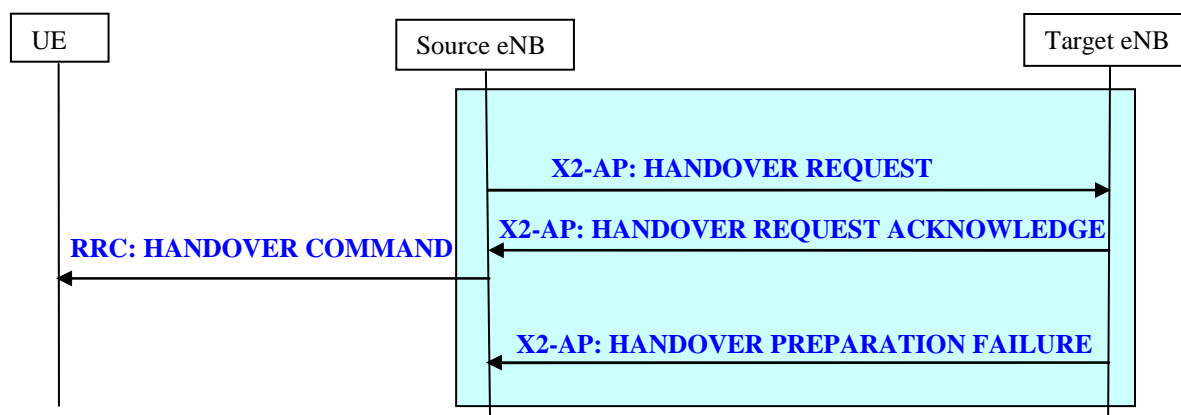 UE
Source eNB
Target eNB
X2-AP: HANDOVER REQUEST
X2-AP: HANDOVER REQUEST ACKNOWLEDGE
RRC: HANDOVER COMMAND
X2-AP: HANDOVER PREPARATION FAILURE